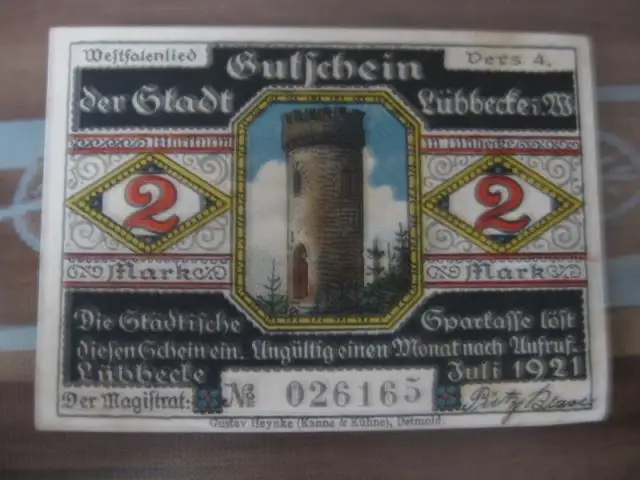 Westfalenlied
Vers 4.
Gutschein
der Stadt Lübbecke i. W
2 2
Mark Mark
Die Städtische Sparkasse löst
diesen Schein ein. Ungültig einen Monat nach Aufruf.
Lübbecke Juli 1921
Der Magistrat: № 026165
Gustav Heynke (Kanne & Kühne), Detmold.